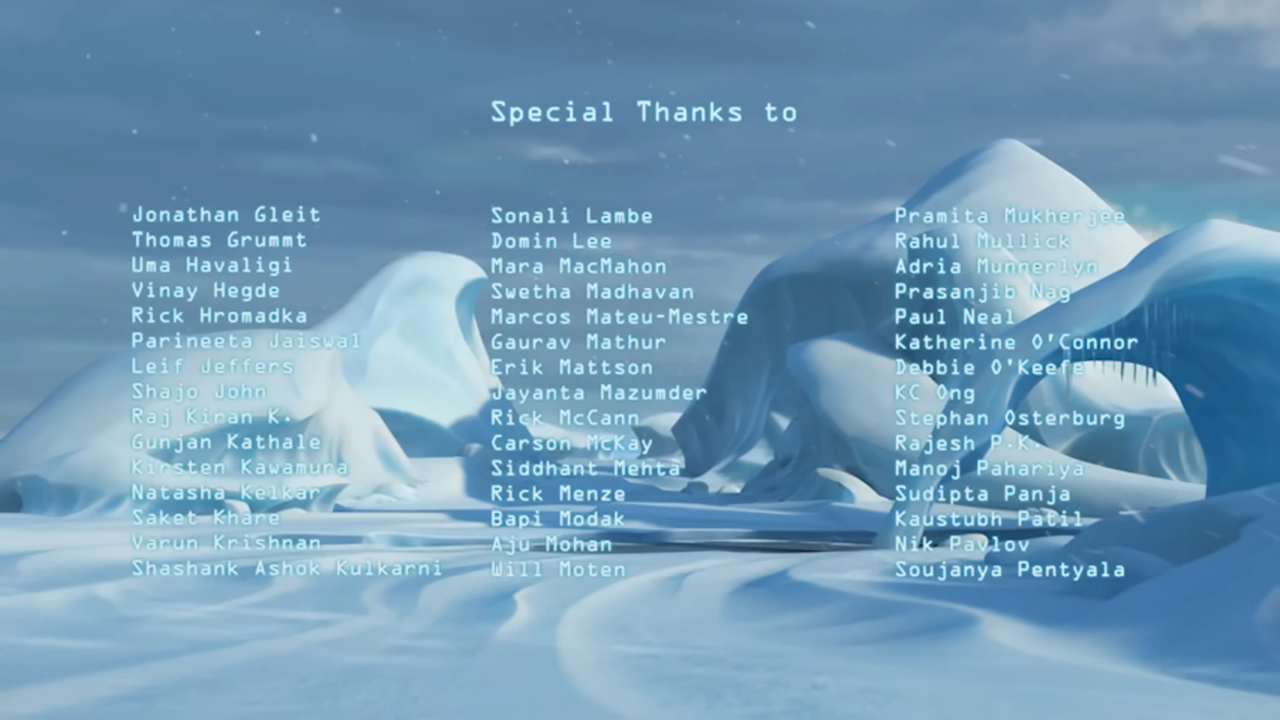 Special Thanks to
Jonathan Gleit
Thomas Grummt
Uma Havaligi
Vinay Hegde
Rick Hromadka
Parineeta Jaiswal
Leif Jeffers
Shajo John
Raj Kiran K.
Gunjan Kathale
Kirsten Kawamura
Natasha Kelkar
Saket Khare
Varun Krishnan
Shashank Ashok Kulkarni
Sonali Lambe
Domin Lee
Mara MacMahon
Swetha Madhavan
Marcos Mateu-Mestre
Gaurav Mathur
Erik Mattson
Jayanta Mazumder
Rick McCann
Carson McKay
Siddhant Mehta
Rick Menze
Bapi Modak
Aju Mohan
Will Moten
Pramita Mukherjee
Rahul Mullick
Adria Munnerlyn
Prasanjib Nag
Paul Neal
Katherine O'Connor
Debbie O'Keefe
KC Ong
Stephan Osterburg
Rajesh P.K.
Manoj Pahariya
Sudipta Panja
Kaustubh Patil
Nik Pavlov
Soujanya Pentyala